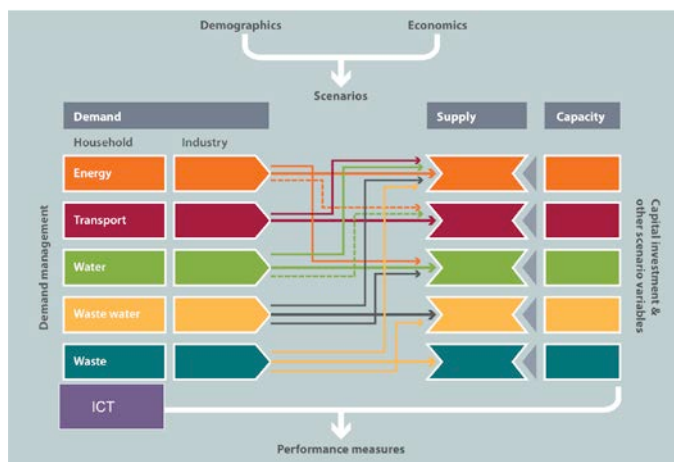 Demographics
Economics
Scenarios
Demand
Supply
Capacity
Household
Industry
Energy
Transport
Water
Waste water
Waste
ICT
Demand management
Capital investment &
other scenario variables
Performance measures